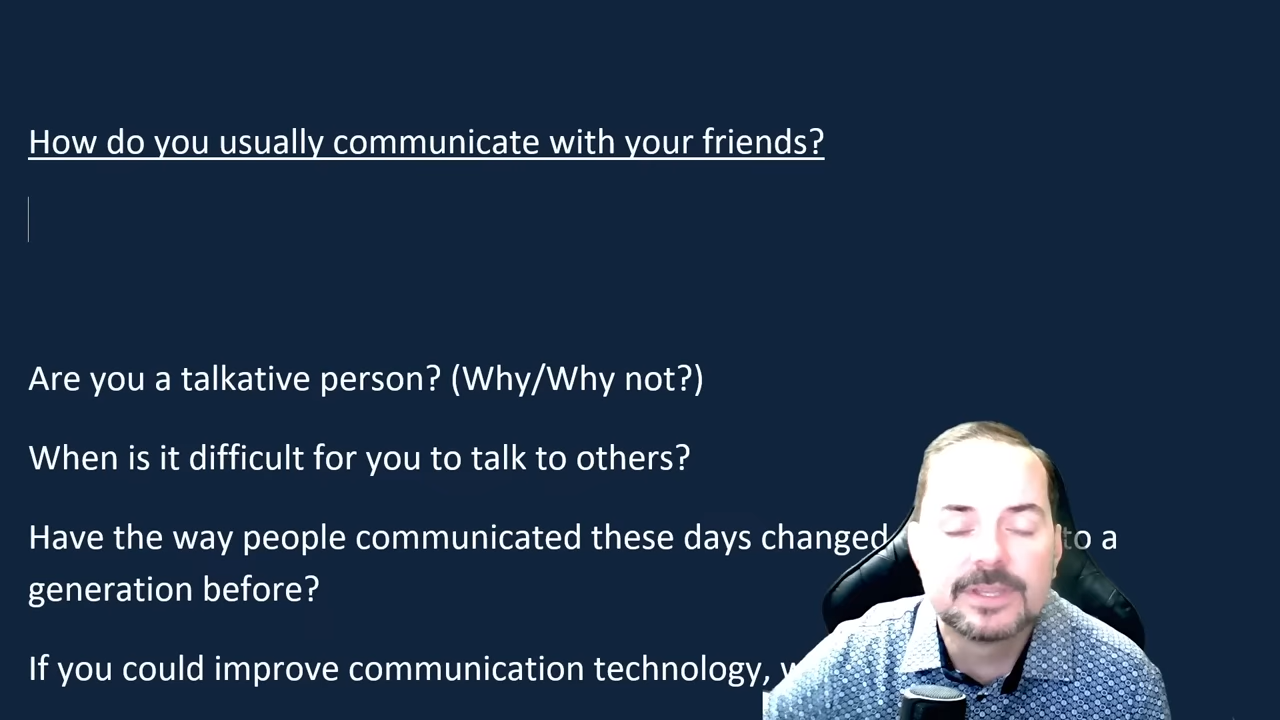 How do you usually communicate with your friends?
Are you a talkative person? (Why/Why not?)
When is it difficult for you to talk to others?
Have the way people communicated these days changed to a
generation before?
If you could improve communication technology,